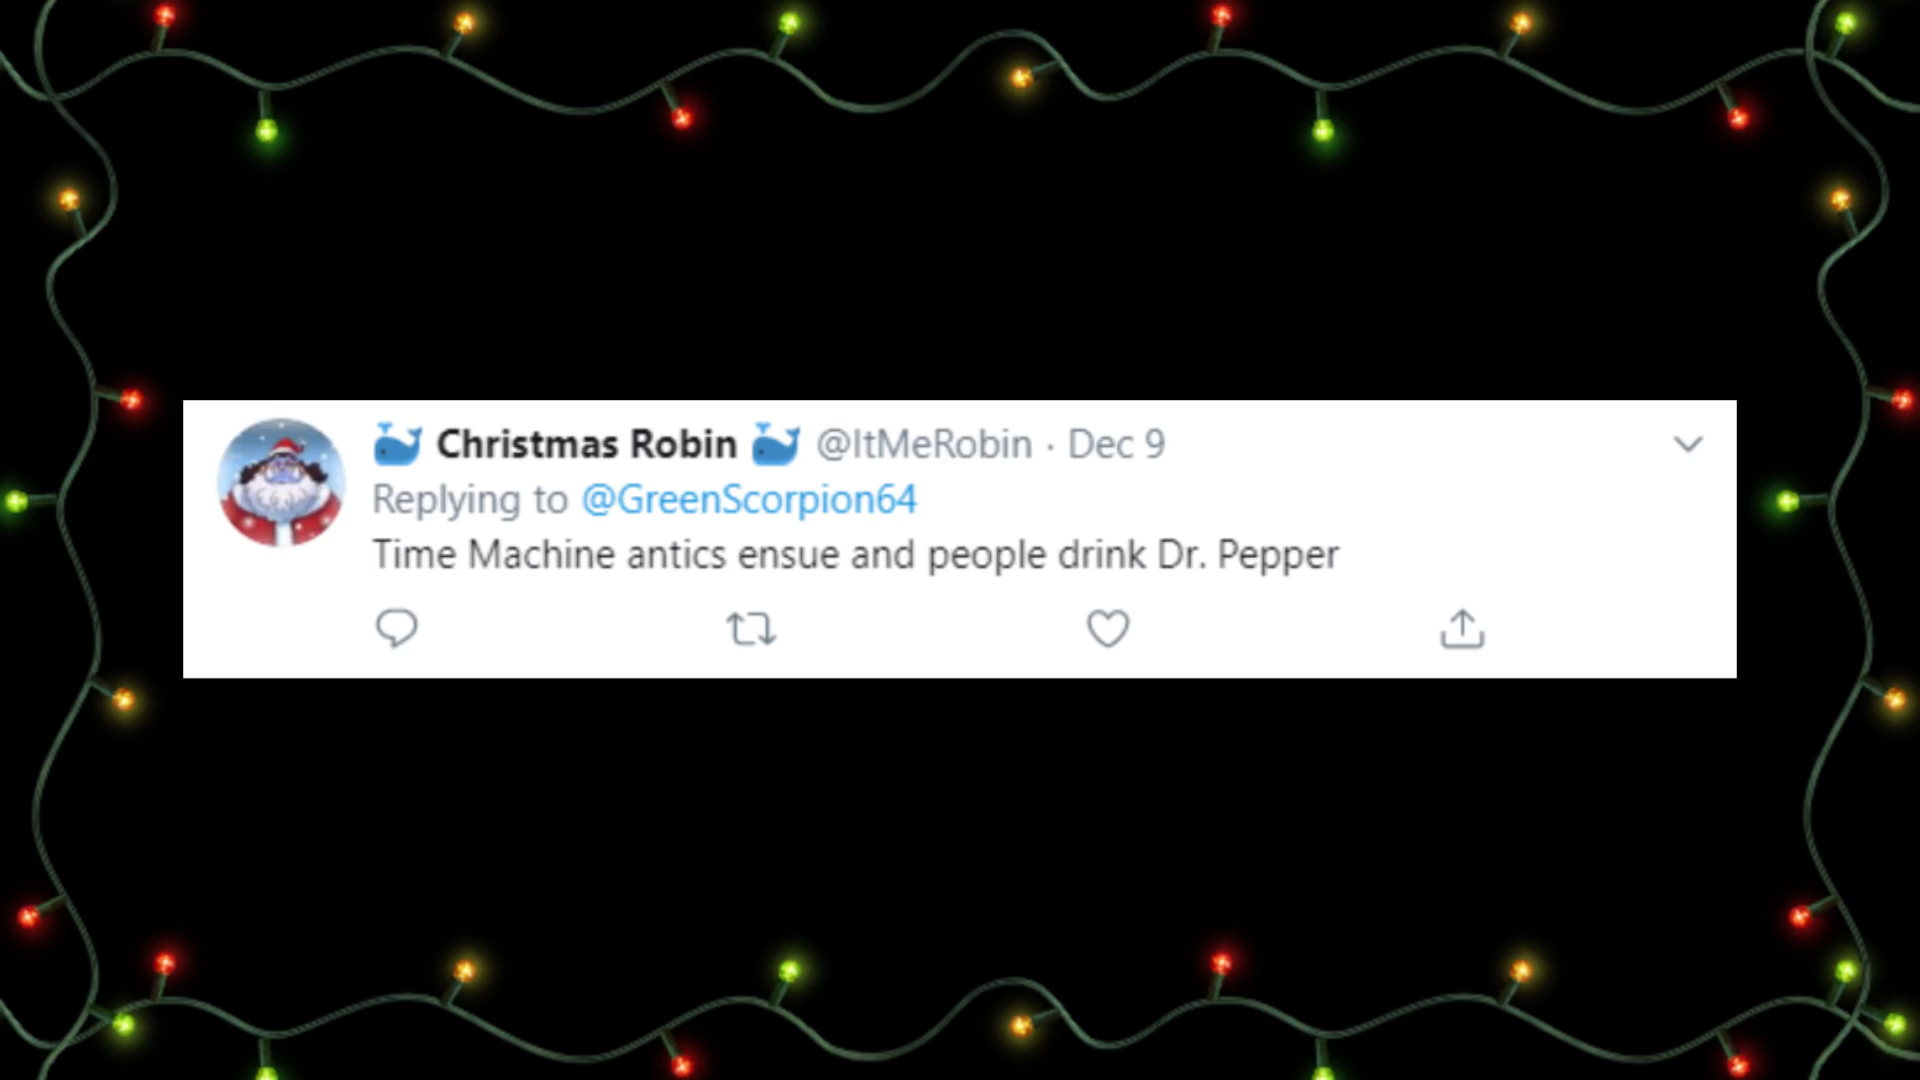 🐳 Christmas Robin 🐳 @ItMeRobin · Dec 9
Replying to @GreenScorpion64
Time Machine antics ensue and people drink Dr. Pepper